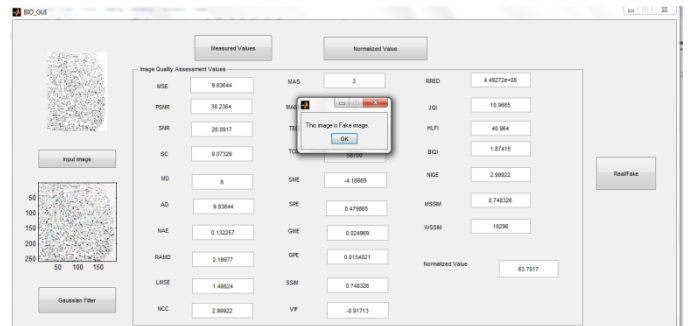 BIO_GUI
Measured Values
Normalized Value
Image Quality Assessment Values
MSE 9.83644
PSNR 38.2364
SNR 28.0917
SC 9.07329
MD 6
AD 9.83644
NAE 0.132257
RAMD 2.19977
LMSE 1.48824
NCC 2.99922
MAS 3
SME -4.16669
SPE 0.479865
GME 0.024969
GPE 0.0154021
SSIM 0.748326
VIF -0.91713
RRED 4.49272e+08
JQI 10.9665
HLFI 40.964
BIQI 1.87415
NIQE 2.99922
MSSIM 0.748326
WSSIM 19296
Normalized Value 63.7017
This image is Fake image.
OK
Input Image
50
100
150
200
250
50 100 150
Gaussian Filter
Real/Fake